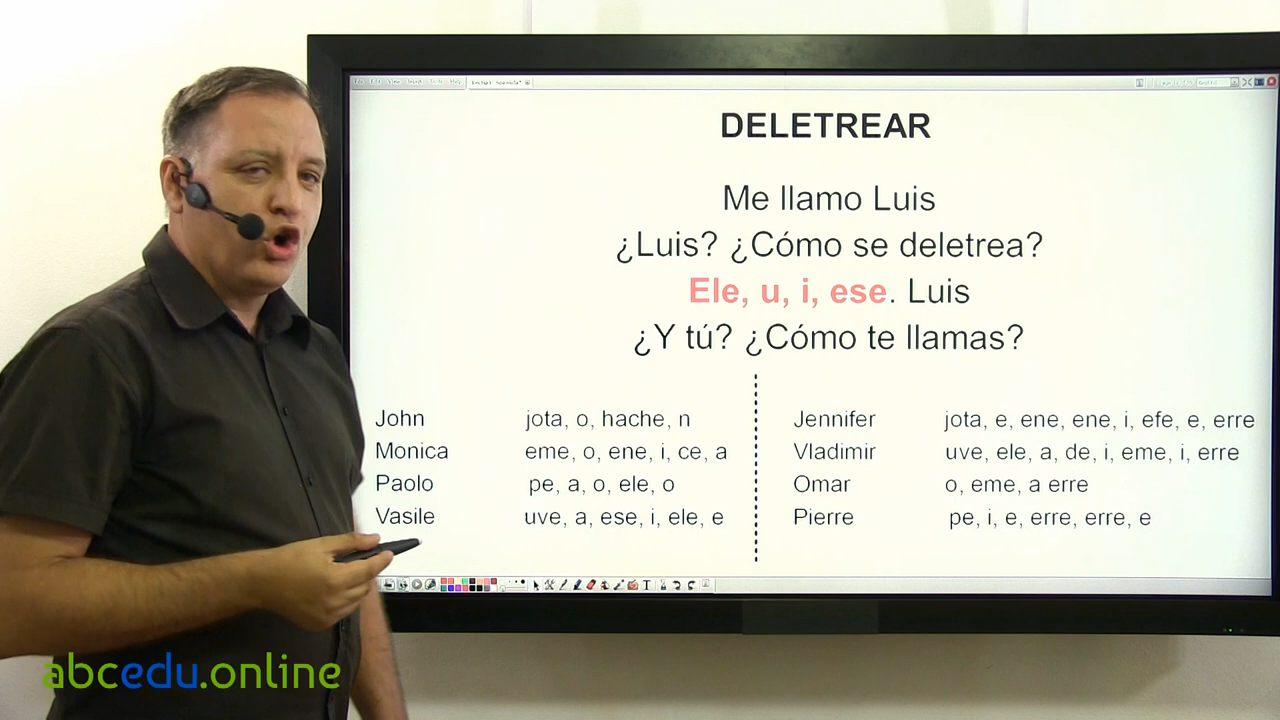 DELETREAR
Me llamo Luis
¿Luis? ¿Cómo se deletrea?
Ele, u, i, ese. Luis
¿Y tú? ¿Cómo te llamas?
John jota, o, hache, n
Monica eme, o, ene, i, ce, a
Paolo pe, a, o, ele, o
Vasile uve, a, ese, i, ele, e
Jennifer jota, e, ene, ene, i, efe, e, erre
Vladimir uve, ele, a, de, i, eme, i, erre
Omar o, eme, a erre
Pierre pe, i, e, erre, erre, e
abcedu.online